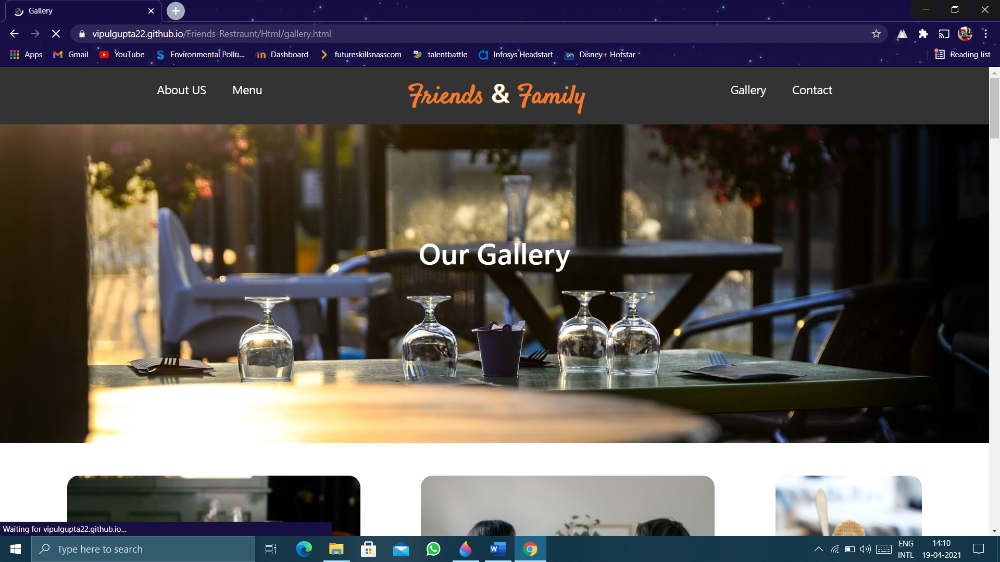 Gallery
vipulgupta22.github.io/Friends-Restraunt/Html/gallery.html
Apps Gmail YouTube Environmental Pollu... Dashboard futureskillsnasscom talentbattle Infosys Headstart Disney+ Hotstar Reading list
About US Menu Friends & Family Gallery Contact
Our Gallery
Waiting for vipulgupta22.github.io...
Type here to search
ENG 14:10
INTL 19-04-2021